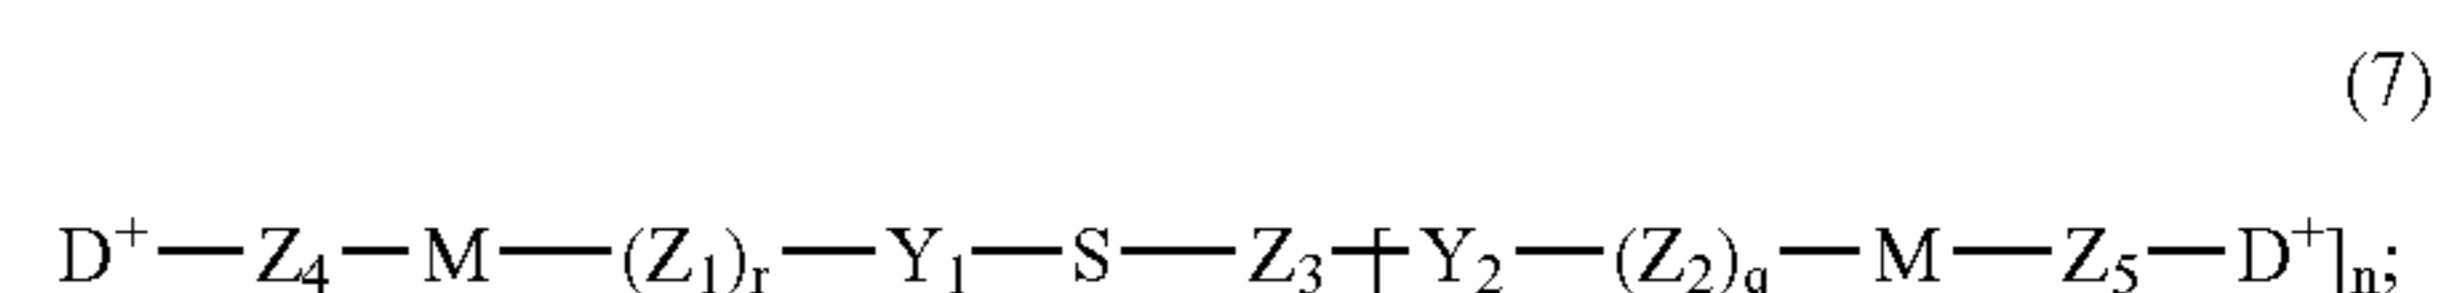 (7)
D⁺—Z₄—M—(Z₁)ᵣ—Y₁—S—Z₃—[Y₂—(Z₂)q—M—Z₅—D⁺]ₙ;